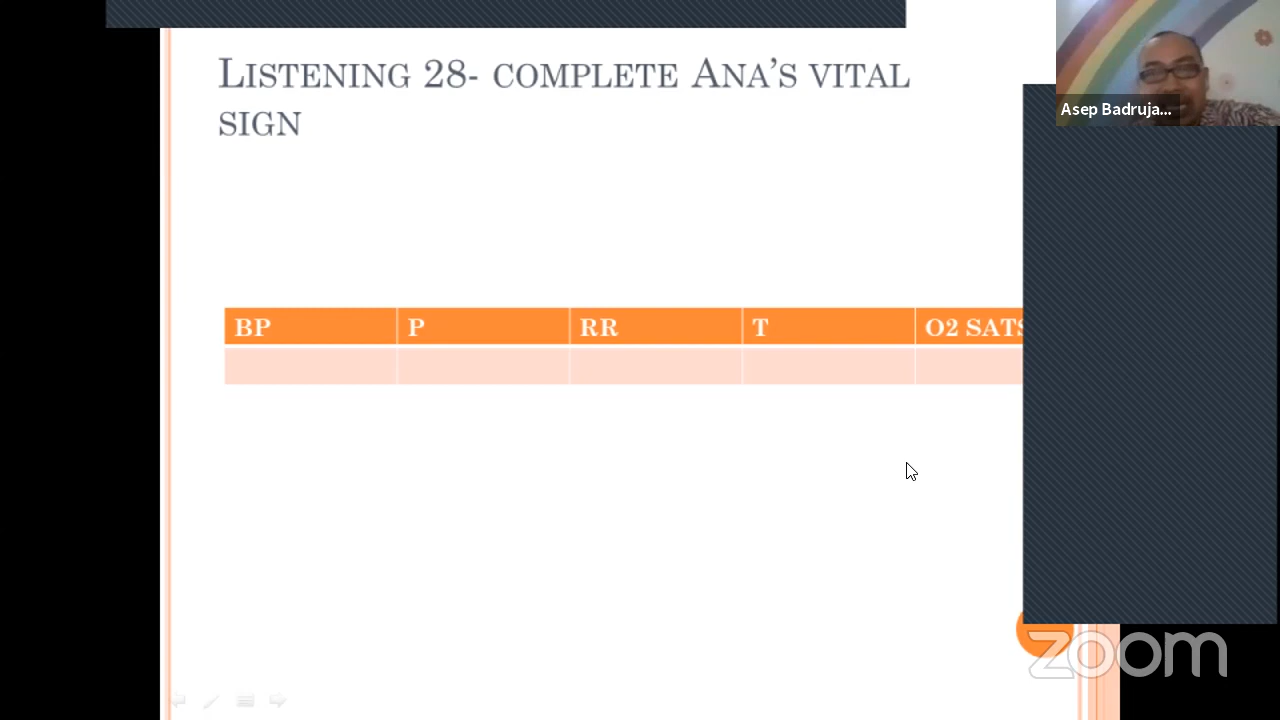 Listening 28- complete Ana's vital
sign
Asep Badruja...
BP P RR T O2 SATS
zoom